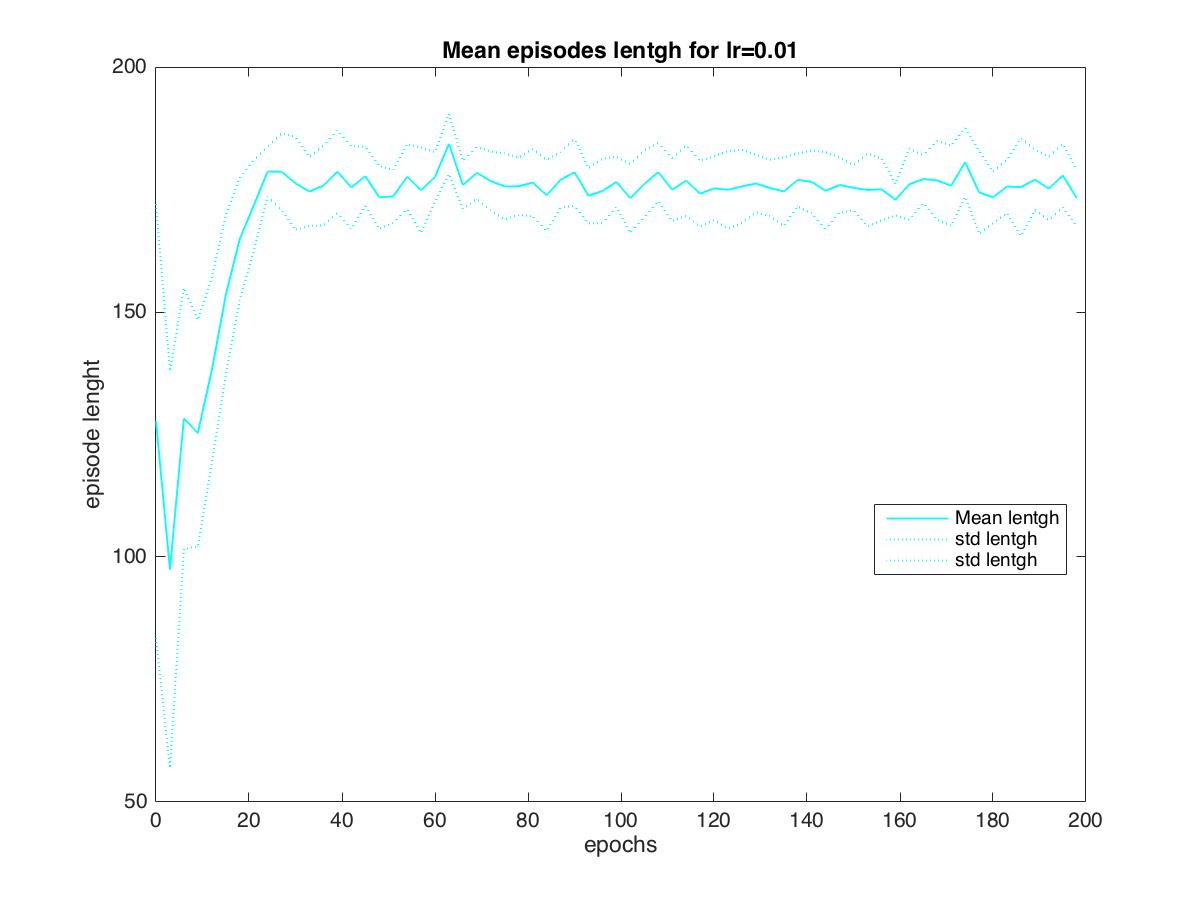 Mean episodes lentgh for lr=0.01
200
150
100
50
episode lenght
Mean lentgh
std lentgh
std lentgh
0 20 40 60 80 100 120 140 160 180 200
epochs